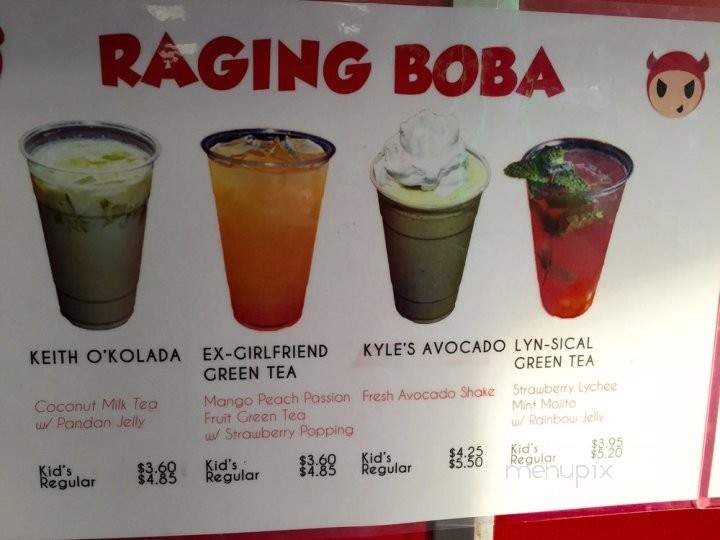 RAGING BOBA
KEITH O'KOLADA
Coconut Milk Tea
w/ Pandan Jelly
Kid's $3.60
Regular $4.85
EX-GIRLFRIEND
GREEN TEA
Mango Peach Passion
Fruit Green Tea
w/ Strawberry Popping
Kid's $3.60
Regular $4.85
KYLE'S AVOCADO
Fresh Avocado Shake
Kid's $4.25
Regular $5.50
LYN-SICAL
GREEN TEA
Strawberry Lychee
Mint Mojito
w/ Rainbow Jelly
Kid's $3.95
Regular $5.20
menupix